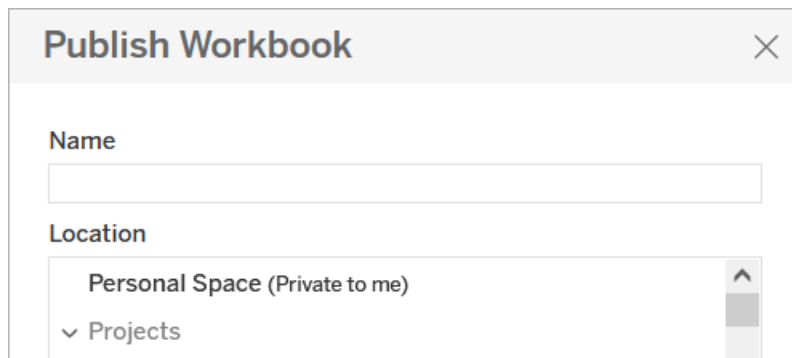 Publish Workbook
Name
Location
Personal Space (Private to me)
Projects